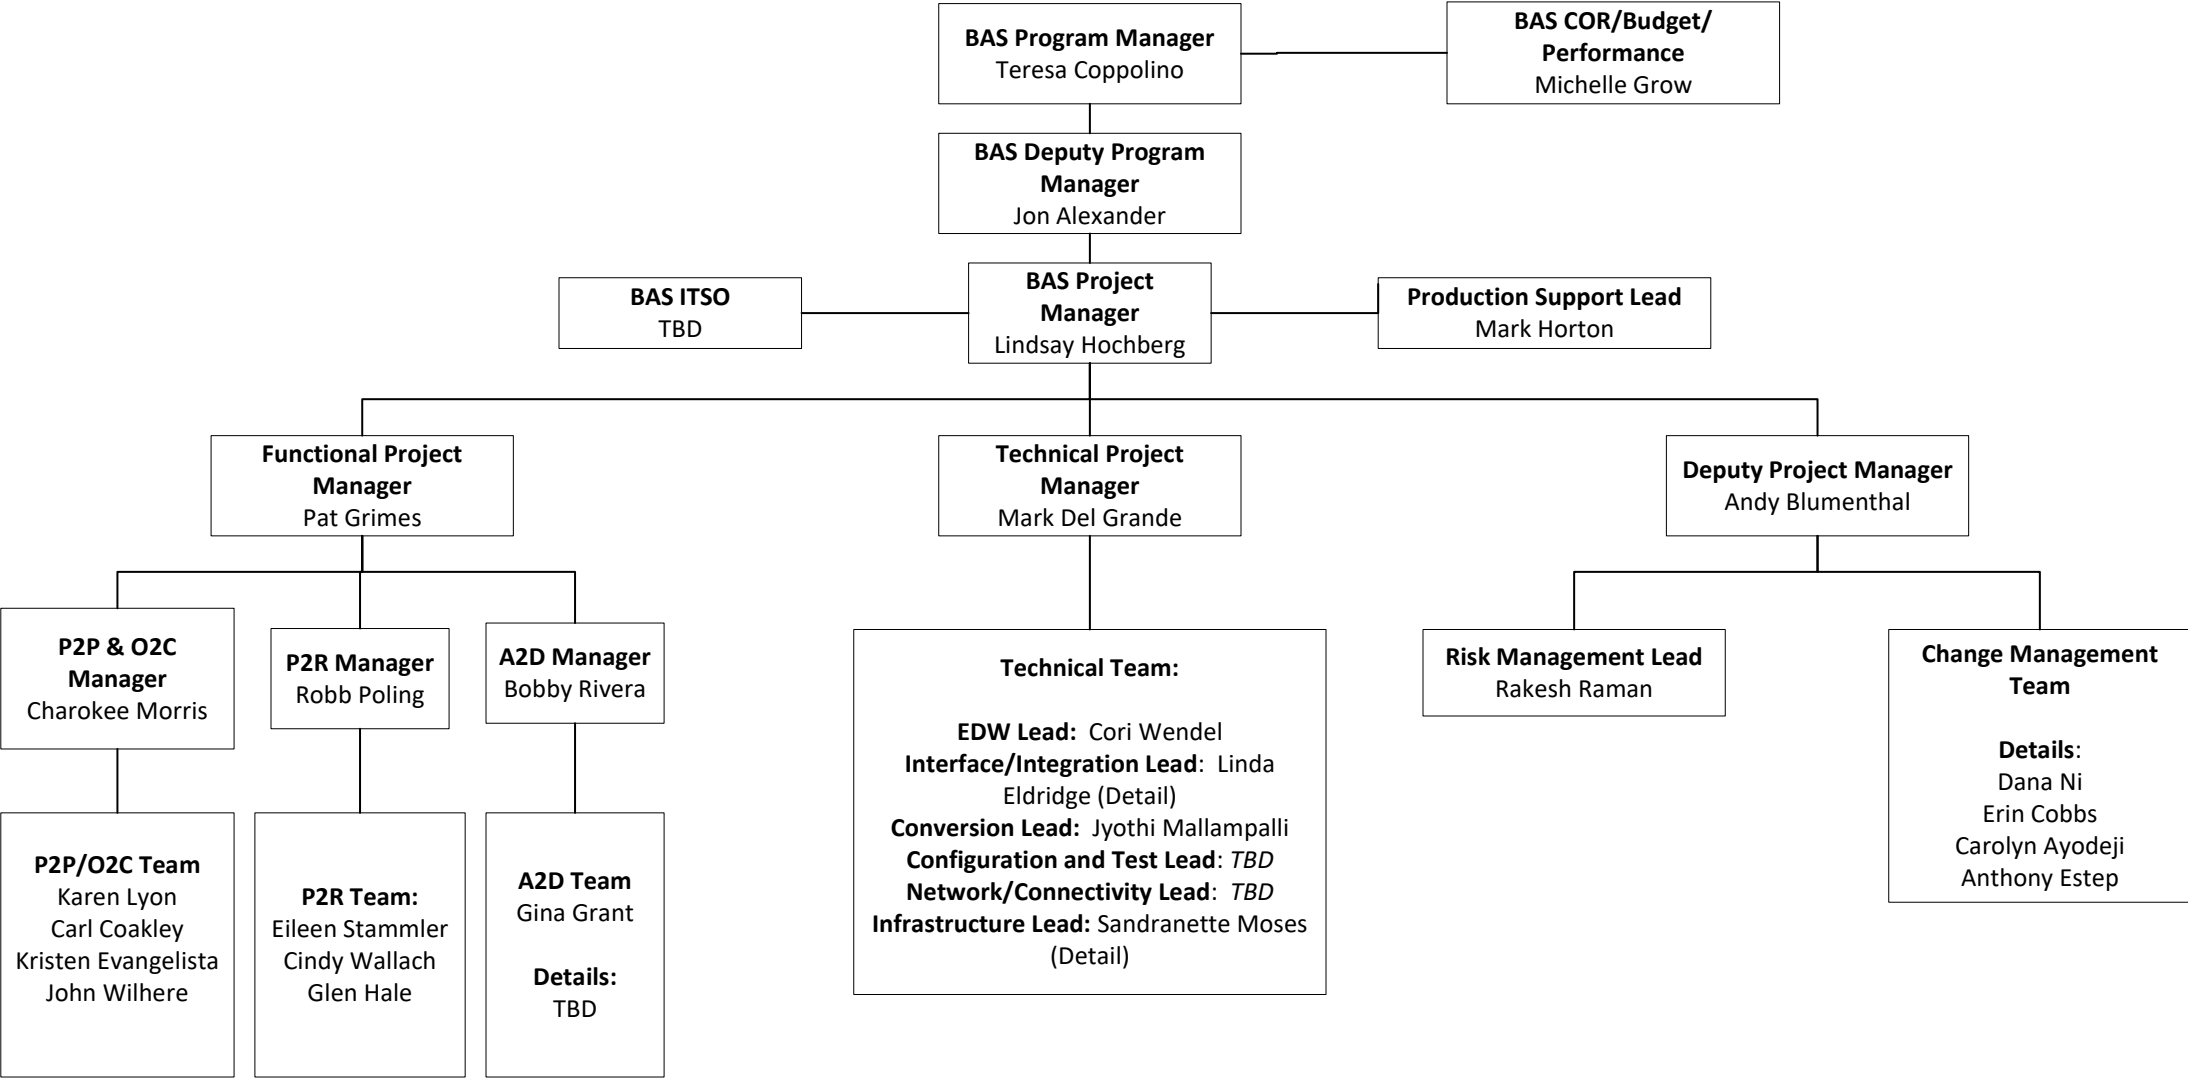 BAS Program Manager
Teresa Coppolino
BAS COR/Budget/
Performance
Michelle Grow
BAS Deputy Program
Manager
Jon Alexander
BAS ITSO
TBD
BAS Project
Manager
Lindsay Hochberg
Production Support Lead
Mark Horton
Functional Project
Manager
Pat Grimes
Technical Project
Manager
Mark Del Grande
Deputy Project Manager
Andy Blumenthal
P2P & O2C
Manager
Charokee Morris
P2R Manager
Robb Poling
A2D Manager
Bobby Rivera
Technical Team:
EDW Lead:  Cori Wendel
Interface/Integration Lead:  Linda
Eldridge (Detail)
Conversion Lead:  Jyothi Mallampalli
Configuration and Test Lead: TBD
Network/Connectivity Lead:  TBD
Infrastructure Lead: Sandranette Moses
(Detail)
Risk Management Lead
Rakesh Raman
Change Management
Team
Details:
Dana Ni
Erin Cobbs
Carolyn Ayodeji
Anthony Estep
P2P/O2C Team
Karen Lyon
Carl Coakley
Kristen Evangelista
John Wilhere
P2R Team:
Eileen Stammler
Cindy Wallach
Glen Hale
A2D Team
Gina Grant
Details:
TBD